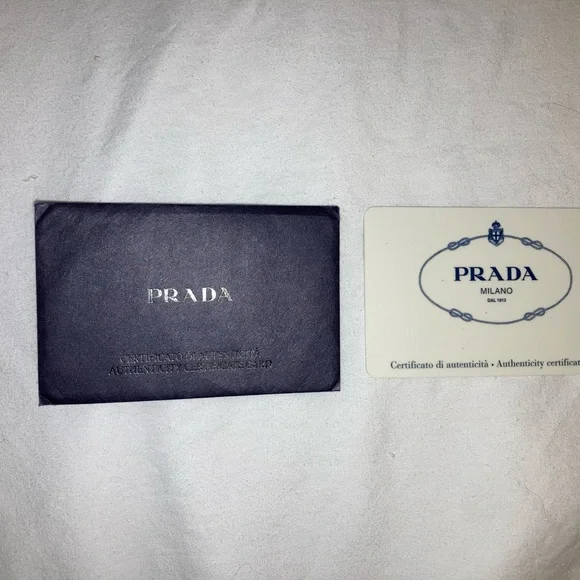 PRADA
CERTIFICATO DI AUTENTICITÀ
AUTHENTICITY CERTIFICATE CARD
PRADA
MILANO
DAL 1913
Certificato di autenticità • Authenticity certificat